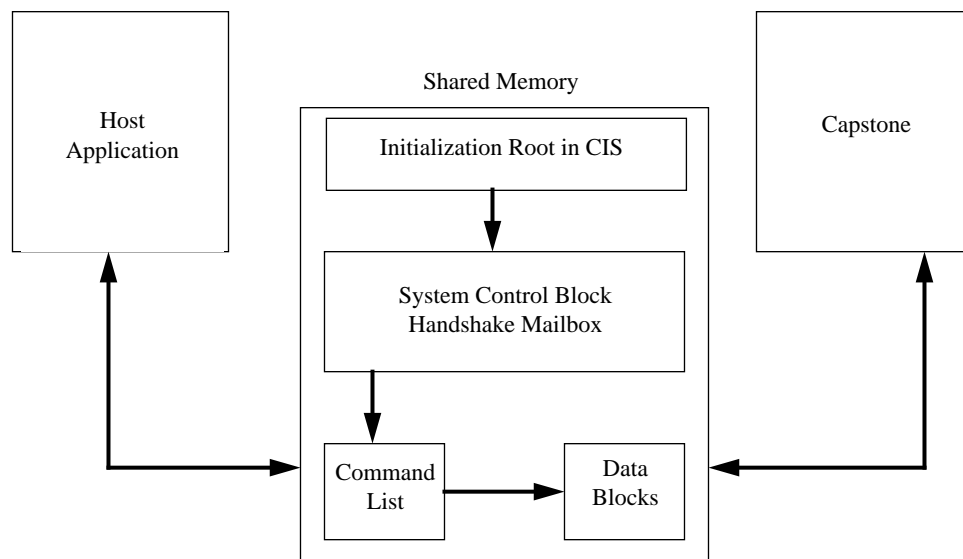 Shared Memory
Host
Application
Capstone
Initialization Root in CIS
System Control Block
Handshake Mailbox
Command
List
Data
Blocks